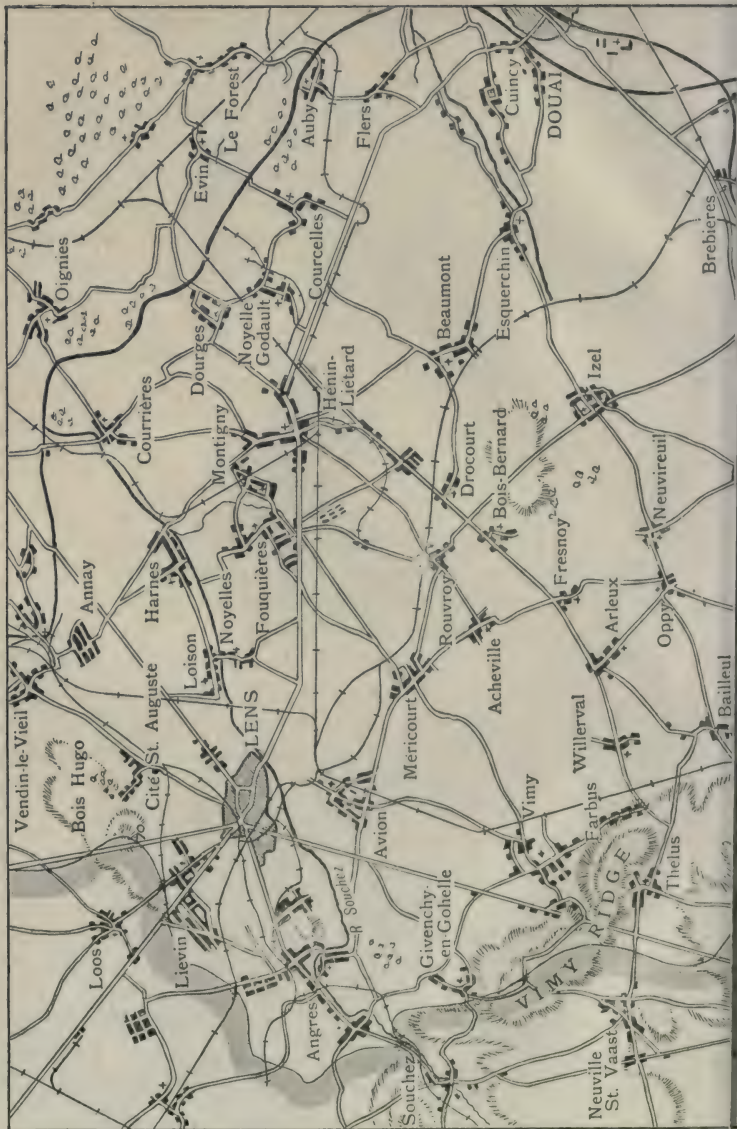 Vendin-le-Vieil
Oignies
Annay
Loos
Bois Hugo
Courrières
Harnes
Cité St. Auguste
Le Forest
Evin
Lievin
Loison
Noyelles
Dourges
Montigny
Noyelle
Godault
LENS
Fouquières
Auby
Courcelles
Angres
Hénin-
Liétard
R Souchez
Flers
Avion
Méricourt
Souchez
Givenchy-
en-Gohelle
Rouvroy
Beaumont
Drocourt
Acheville
Bois-Bernard
Cuincy
Esquerchin
DOUAI
Vimy
Fresnoy
VIMY RIDGE
Willerval
Farbus
Arleux
Izel
Neuville
St. Vaast
Thelus
Oppy
Neuvireuil
Bailleul
Brebières